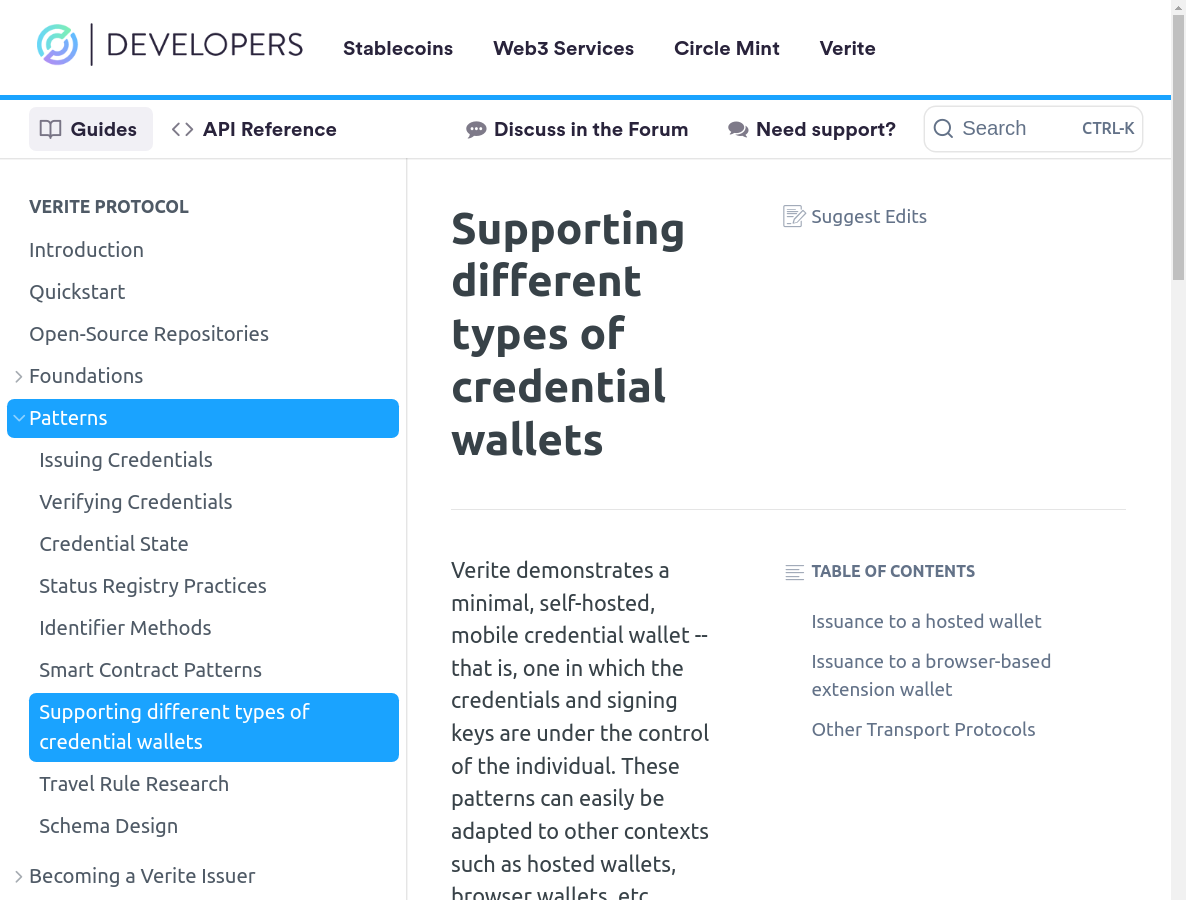 DEVELOPERS
Stablecoins
Web3 Services
Circle Mint
Verite
Guides
API Reference
Discuss in the Forum
Need support?
Search
CTRL-K
VERITE PROTOCOL
Introduction
Quickstart
Open-Source Repositories
Foundations
Patterns
Issuing Credentials
Verifying Credentials
Credential State
Status Registry Practices
Identifier Methods
Smart Contract Patterns
Supporting different types of
credential wallets
Travel Rule Research
Schema Design
Becoming a Verite Issuer
Supporting
different
types of
credential
wallets
Suggest Edits
Verite demonstrates a
minimal, self-hosted,
mobile credential wallet --
that is, one in which the
credentials and signing
keys are under the control
of the individual. These
patterns can easily be
adapted to other contexts
such as hosted wallets,
browser wallets, etc.
TABLE OF CONTENTS
Issuance to a hosted wallet
Issuance to a browser-based
extension wallet
Other Transport Protocols